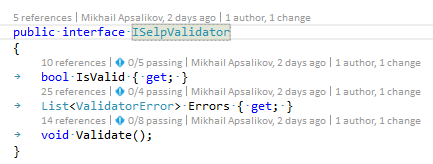 5 references | Mikhail Apsalikov, 2 days ago | 1 author, 1 change
public interface ISelpValidator
{
10 references | 0/5 passing | Mikhail Apsalikov, 2 days ago | 1 author, 1 change
bool IsValid { get; }
25 references | 0/4 passing | Mikhail Apsalikov, 2 days ago | 1 author, 1 change
List<ValidatorError> Errors { get; }
14 references | 0/8 passing | Mikhail Apsalikov, 2 days ago | 1 author, 1 change
void Validate();
}